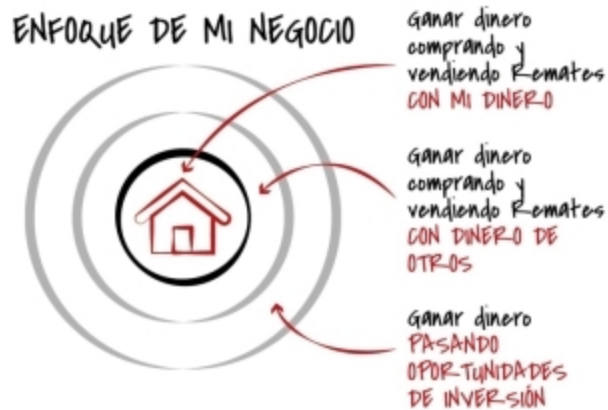 ENFOQUE DE MI NEGOCIO
Ganar dinero
comprando y
vendiendo Remates
CON MI DINERO
Ganar dinero
comprando y
vendiendo Remates
CON DINERO DE
OTROS
Ganar dinero
PASANDO
OPORTUNIDADES
DE INVERSIÓN